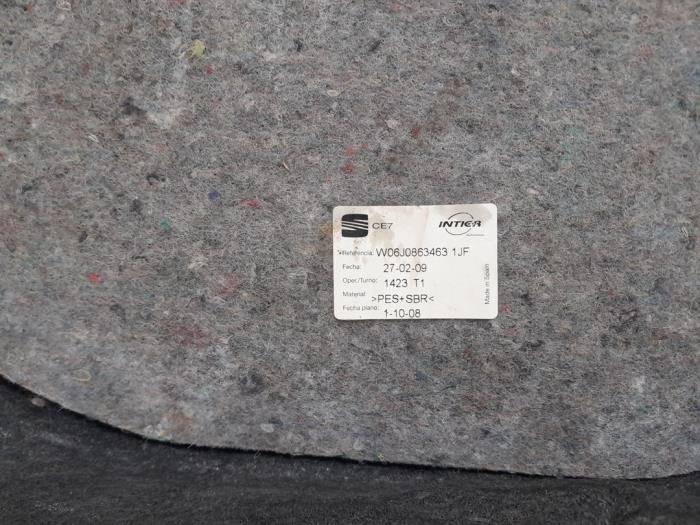 CE7 INTIER
Referencia: W06J0863463 1JF
Fecha: 27-02-09
Oper./Turno: 1423 T1
Material: >PES+SBR<
Fecha plano: 1-10-08
Made in Spain